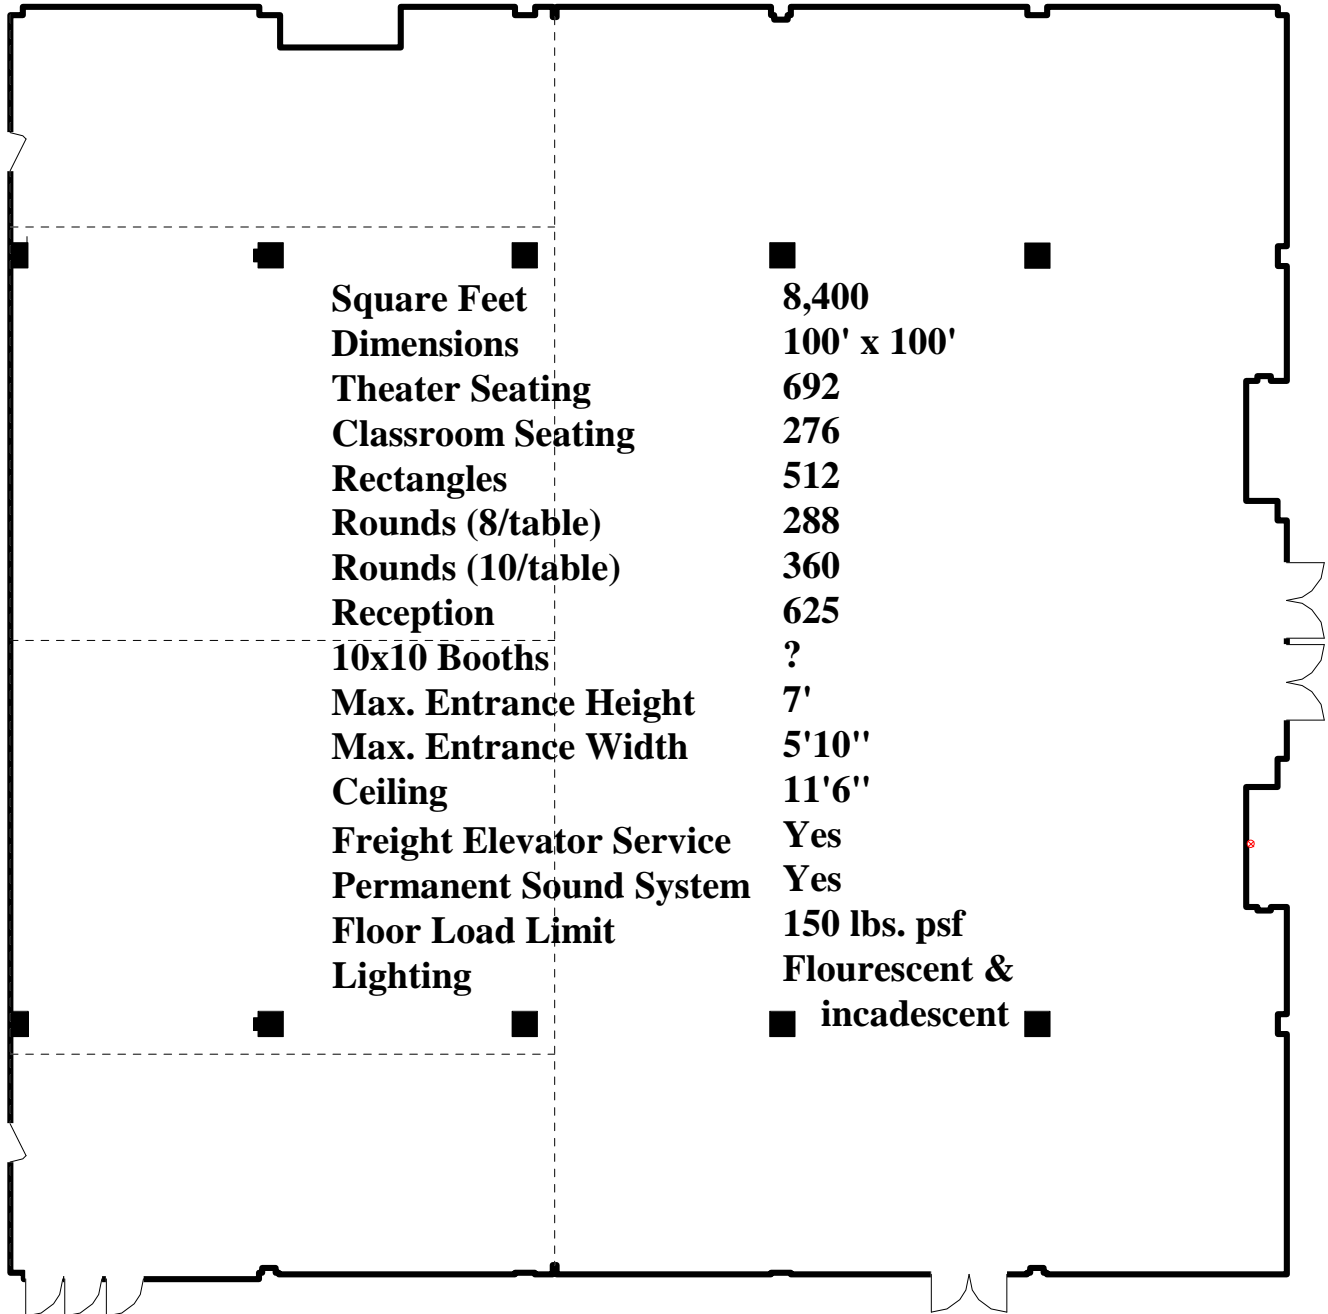 Square Feet 8,400
Dimensions 100' x 100'
Theater Seating 692
Classroom Seating 276
Rectangles 512
Rounds (8/table) 288
Rounds (10/table) 360
Reception 625
10x10 Booths ?
Max. Entrance Height 7'
Max. Entrance Width 5'10"
Ceiling 11'6"
Freight Elevator Service Yes
Permanent Sound System Yes
Floor Load Limit 150 lbs. psf
Lighting Flourescent &
incadescent